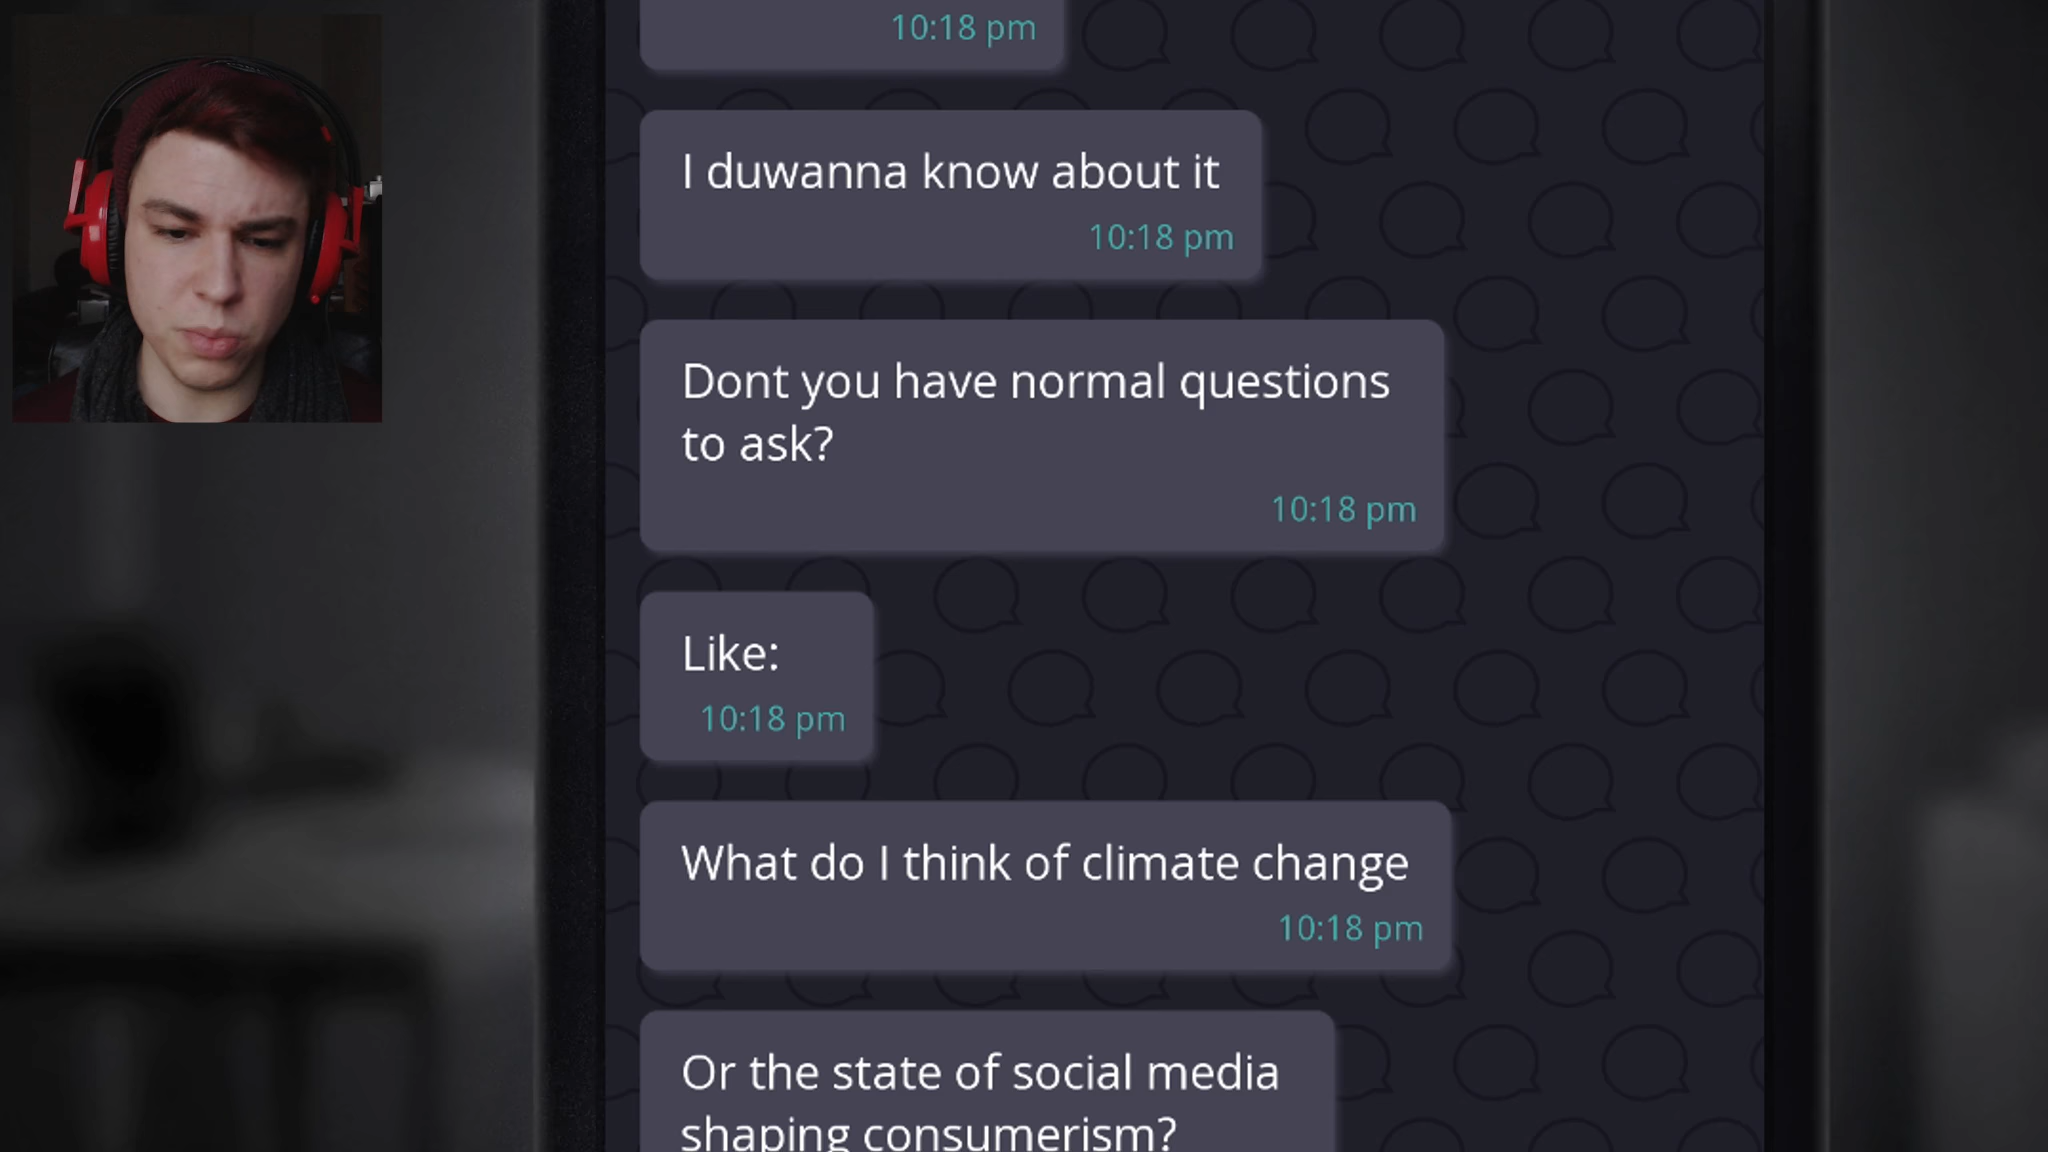 10:18 pm
I duwanna know about it
10:18 pm
Dont you have normal questions
to ask?
10:18 pm
Like:
10:18 pm
What do I think of climate change
10:18 pm
Or the state of social media
shaping consumerism?